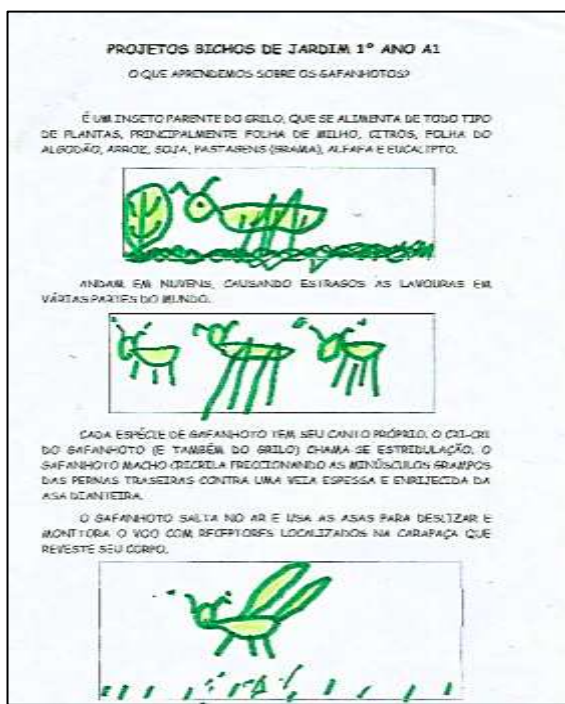 PROJETOS BICHOS DE JARDIM 1º ANO A1
O QUE APRENDEMOS SOBRE OS GAFANHOTOS?
É UM INSETO PARENTE DO GRILO, QUE SE ALIMENTA DE TODO TIPO
DE PLANTAS, PRINCIPALMENTE FOLHA DE MILHO, CITROS, FOLHA DO
ALGODÃO, ARROZ, SOJA, PASTAGENS (GRAMA), ALFAFA E EUCALIPTO.
ANDAM EM NUVENS, CAUSANDO ESTRAGOS ÀS LAVOURAS EM
VÁRIAS PARTES DO MUNDO.
CADA ESPÉCIE DE GAFANHOTO TEM SEU CANTO PRÓPRIO. O CRI-CRI
DO GAFANHOTO (E TAMBÉM DO GRILO) CHAMA SE ESTRIDULAÇÃO. O
GAFANHOTO MACHO CRICRILA FRICCIONANDO AS MINÚSCULOS GRAMPOS
DAS PERNAS TRASEIRAS CONTRA UMA VEIA ESPESSA E ENRIJECIDA DA
ASA DIANTEIRA.
O GAFANHOTO SALTA NO AR E USA AS ASAS PARA DESLIZAR E
MONITORA O VOO COM RECEPTORES LOCALIZADOS NA CARAPAÇA QUE
REVESTE SEU CORPO.